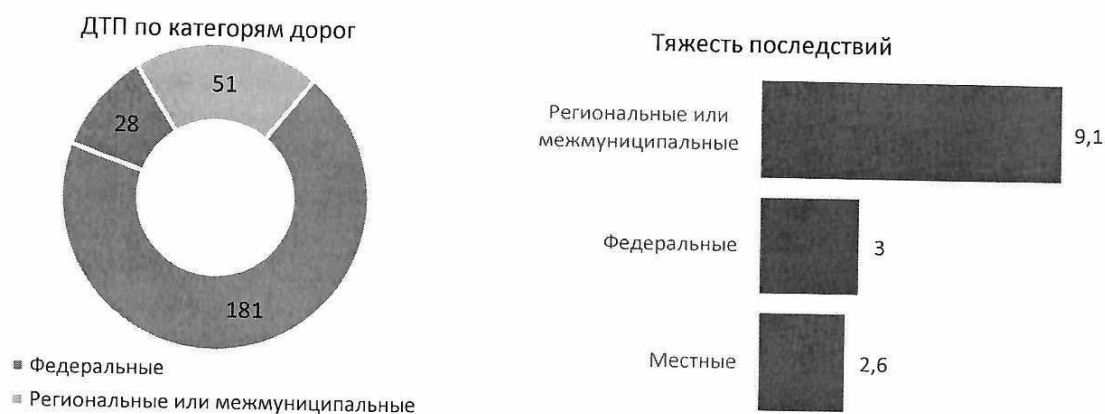 ДТП по категорям дорог
51
28
181
▪ Федеральные
▪ Региональные или межмуниципальные
Тяжесть последствий
Региональные или
межмуниципальные
9,1
Федеральные
3
Местные
2,6